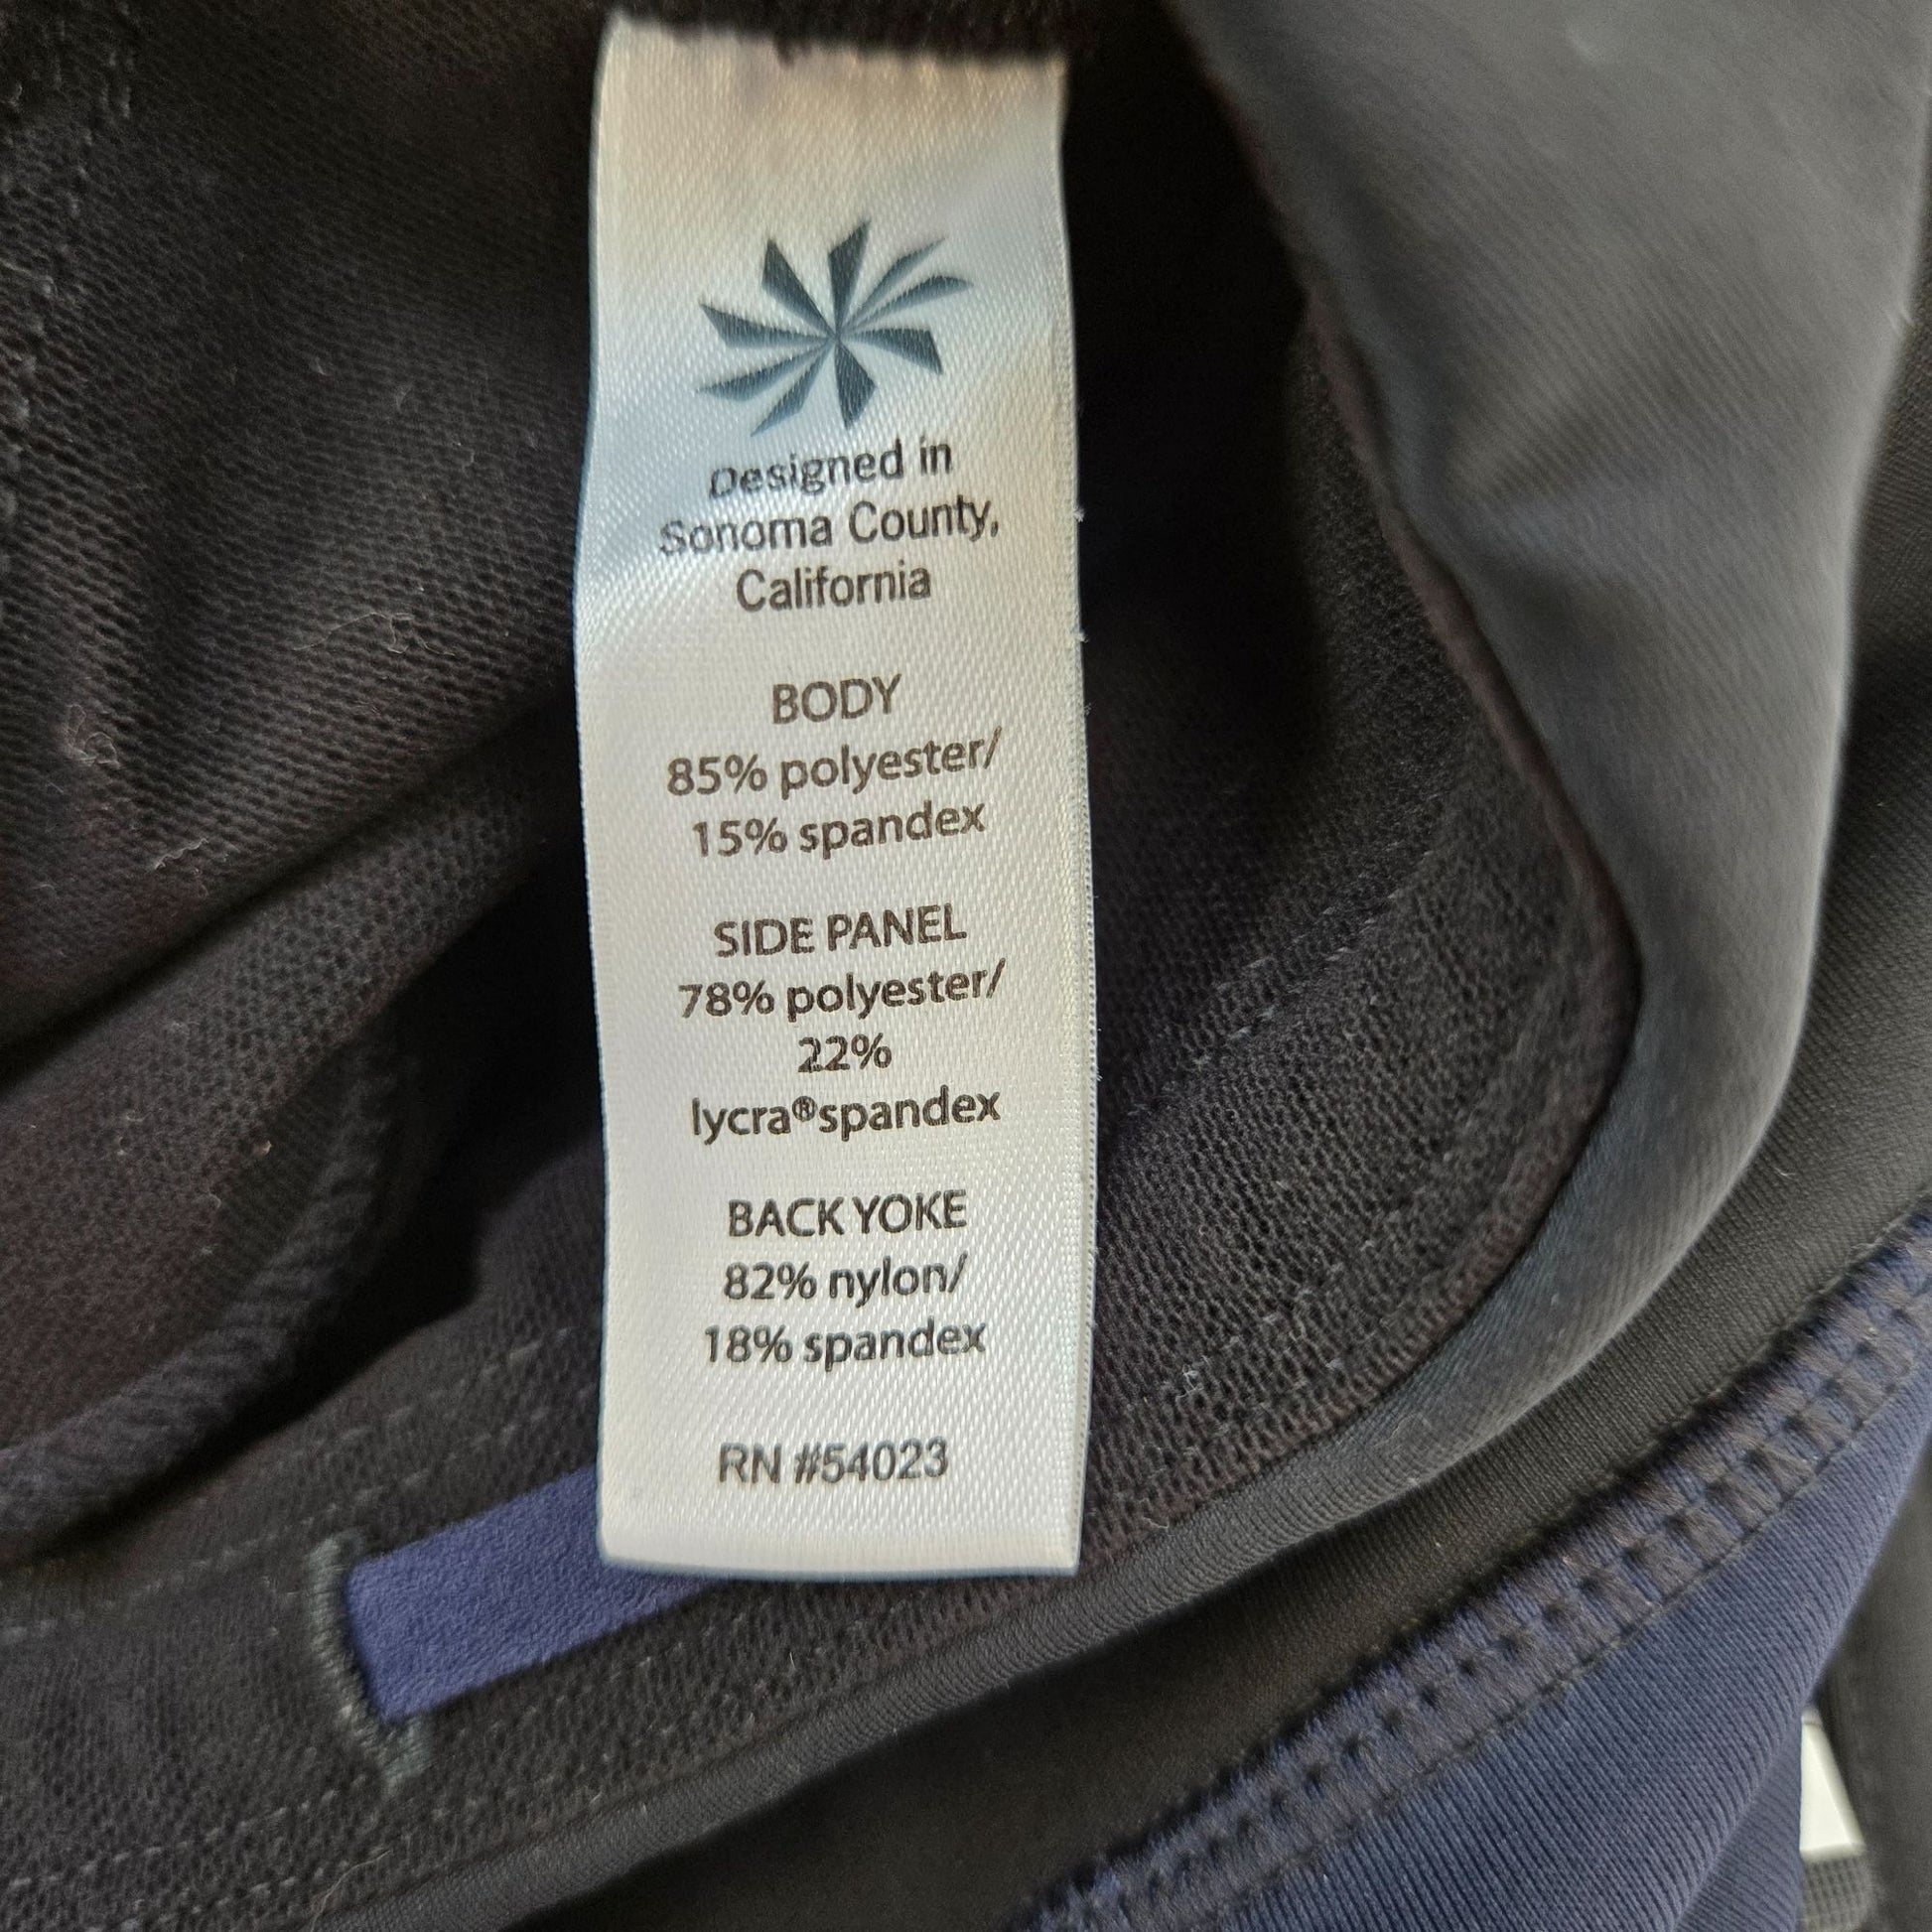 Designed in
Sonoma County,
California
BODY
85% polyester/
15% spandex
SIDE PANEL
78% polyester/
22%
lycra®spandex
BACK YOKE
82% nylon/
18% spandex
RN #54023